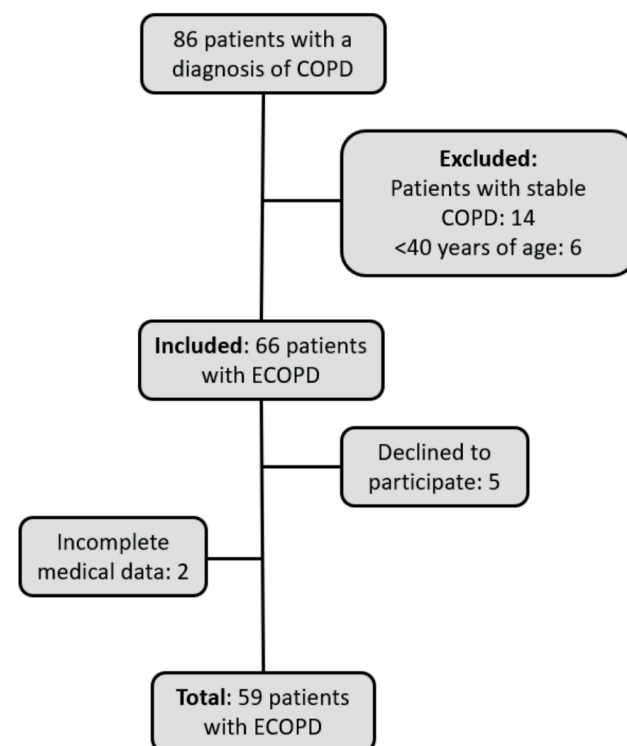 86 patients with a
diagnosis of COPD
Excluded:
Patients with stable
COPD: 14
<40 years of age: 6
Included: 66 patients
with ECOPD
Declined to
participate: 5
Incomplete
medical data: 2
Total: 59 patients
with ECOPD